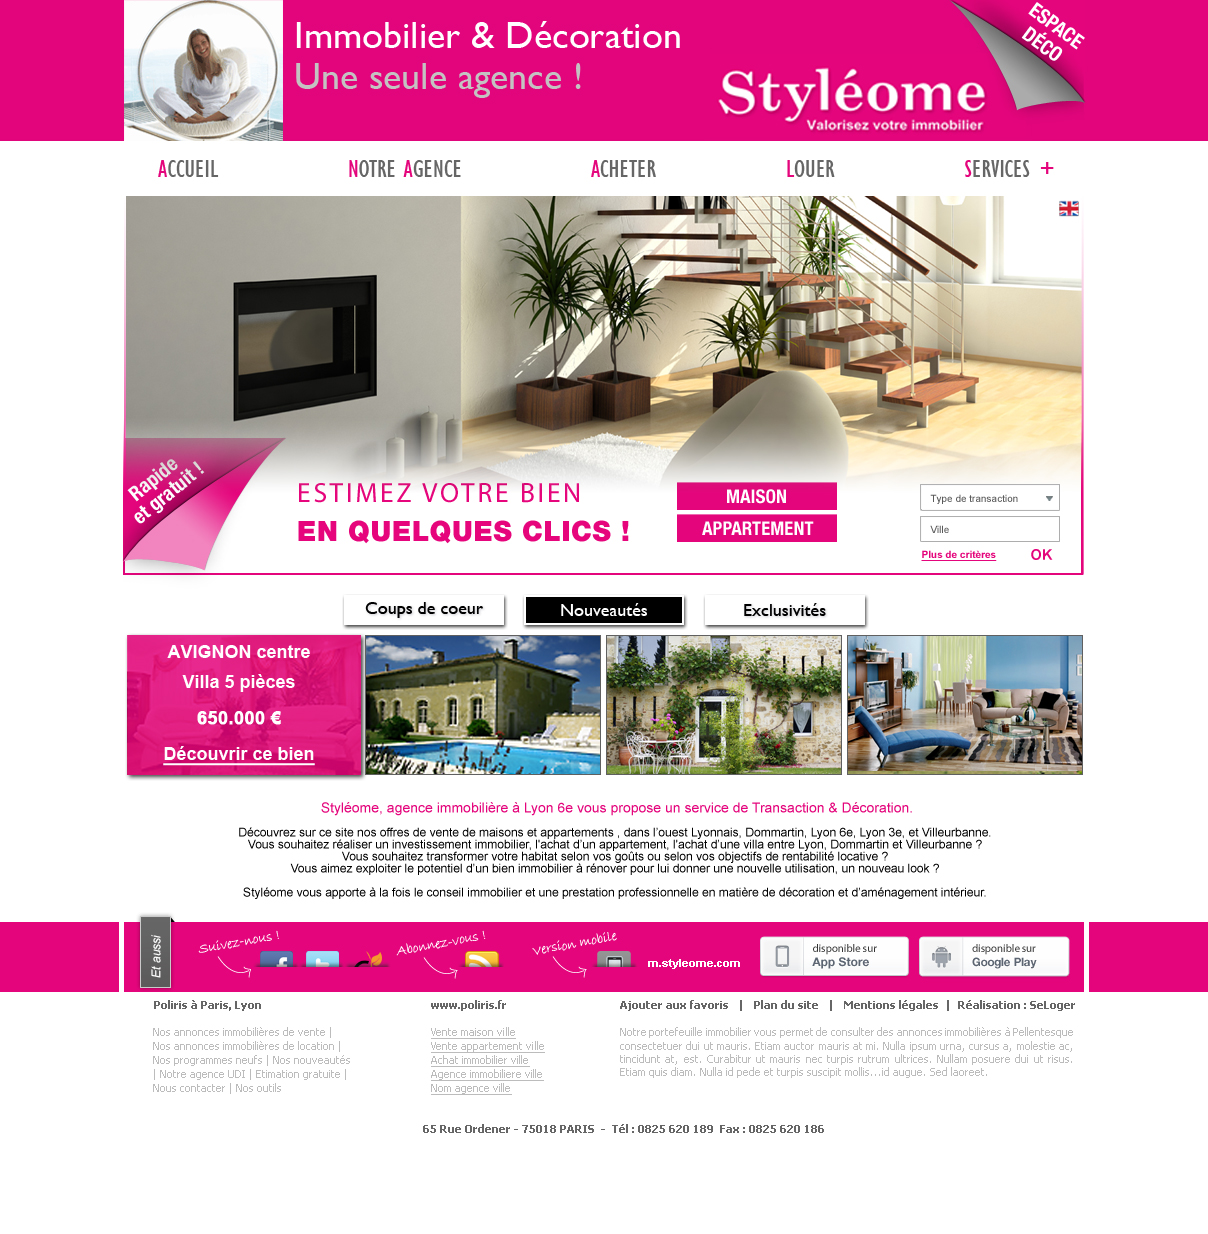 Immobilier & Décoration
Une seule agence !
ESPACE
DÉCO
Styléome
Valorisez votre immobilier
ACCUEIL
NOTRE AGENCE
ACHETER
LOUER
SERVICES +
Rapide
et gratuit !
ESTIMEZ VOTRE BIEN
EN QUELQUES CLICS !
MAISON
APPARTEMENT
Type de transaction
Ville
Plus de critères
OK
Coups de coeur
Nouveautés
Exclusivités
AVIGNON centre
Villa 5 pièces
650.000 €
Découvrir ce bien
Styléome, agence immobilière à Lyon 6e vous propose un service de Transaction & Décoration.
Découvrez sur ce site nos offres de vente de maisons et appartements , dans l'ouest Lyonnais, Dommartin, Lyon 6e, Lyon 3e, et Villeurbanne.
Vous souhaitez réaliser un investissement immobilier, l'achat d'un appartement, l'achat d'une villa entre Lyon, Dommartin et Villeurbanne ?
Vous souhaitez transformer votre habitat selon vos goûts ou selon vos objectifs de rentabilité locative ?
Vous aimez exploiter le potentiel d'un bien immobilier à rénover pour lui donner une nouvelle utilisation, un nouveau look ?
Styléome vous apporte à la fois le conseil immobilier et une prestation professionnelle en matière de décoration et d'aménagement intérieur.
Et aussi
Suivez-nous !
Abonnez-vous !
Version mobile
m.styleome.com
disponible sur
App Store
disponible sur
Google Play
Poliris à Paris, Lyon
Nos annonces immobilières de vente |
Nos annonces immobilières de location |
Nos programmes neufs | Nos nouveautés
| Notre agence UDI | Etimation gratuite |
Nous contacter | Nos outils
www.poliris.fr
Vente maison ville
Vente appartement ville
Achat immobilier ville
Agence immobiliere ville
Nom agence ville
Ajouter aux favoris | Plan du site | Mentions légales | Réalisation : SeLoger
Notre portefeuille immobilier vous permet de consulter des annonces immobilières à Pellentesque
consectetuer dui ut mauris. Etiam auctor mauris at mi. Nulla ipsum urna, cursus a, molestie ac,
tincidunt at, est. Curabitur ut mauris nec turpis rutrum ultrices. Nullam posuere dui ut risus.
Etiam quis diam. Nulla id pede et turpis suscipit mollis...id augue. Sed laoreet.
65 Rue Ordener - 75018 PARIS - Tél : 0825 620 189 Fax : 0825 620 186